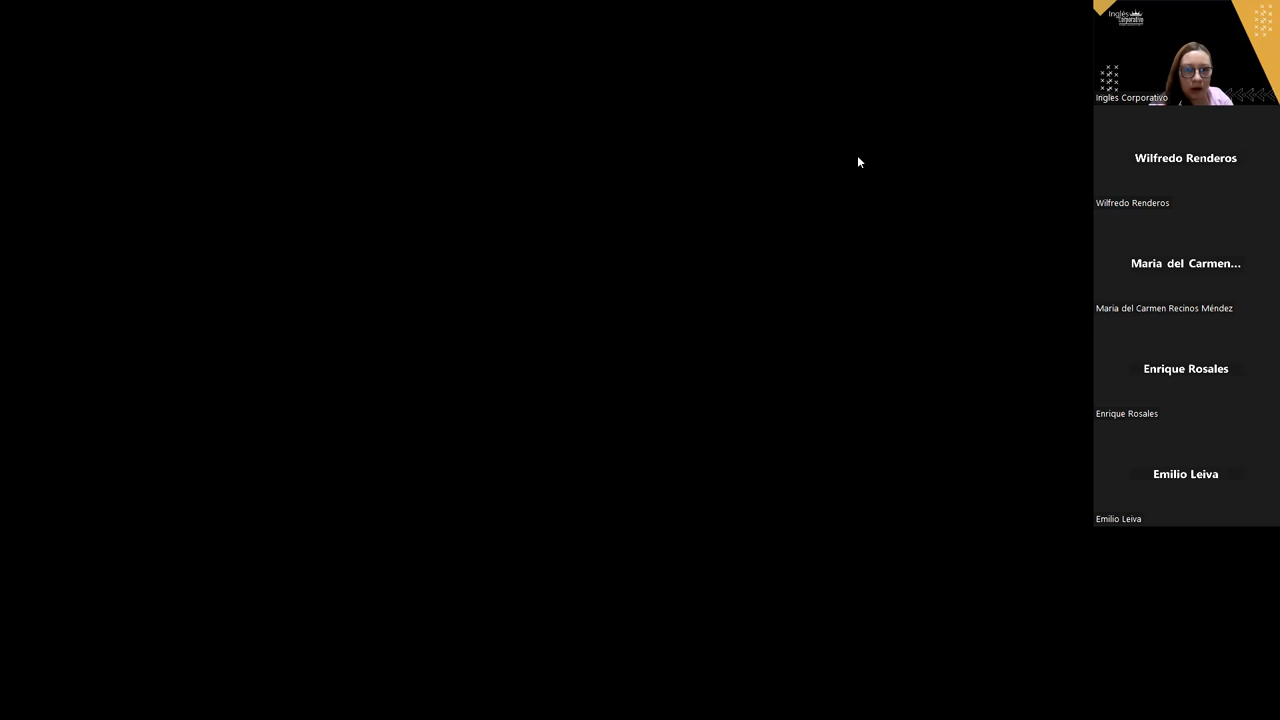 Inglés
Corporativo
Ingles Corporativo
Wilfredo Renderos
Wilfredo Renderos
Maria del Carmen...
Maria del Carmen Recinos Méndez
Enrique Rosales
Enrique Rosales
Emilio Leiva
Emilio Leiva